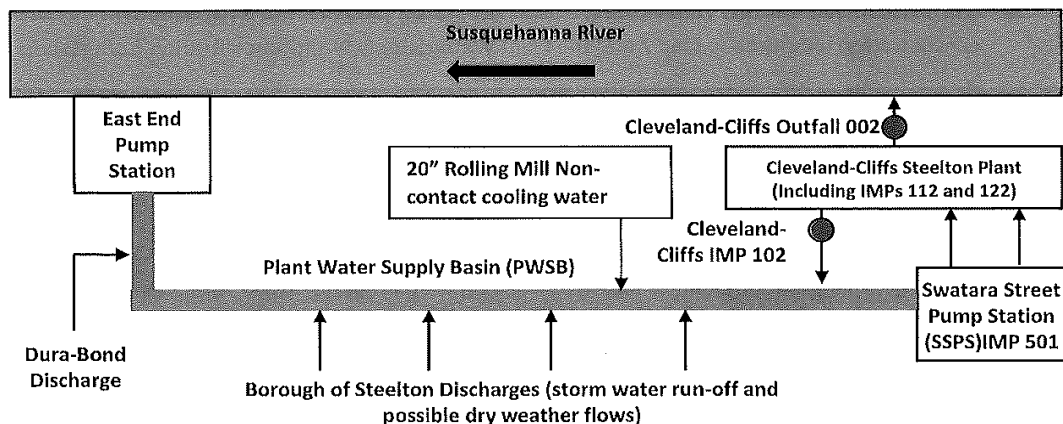 Susquehanna River
East End
Pump
Station
Cleveland-Cliffs Outfall 002
20" Rolling Mill Non-
contact cooling
water
Cleveland-Cliffs Steelton Plant
(Including IMPs 112 and 122)
Cleveland-
Cliffs IMP 102
Plant Water Supply Basin (PWSB)
Swatara Street
Pump Station
(SSPS)IMP 501
Dura-Bond
Discharge
Borough of Steelton Discharges (storm water run-off and
possible dry weather flows)